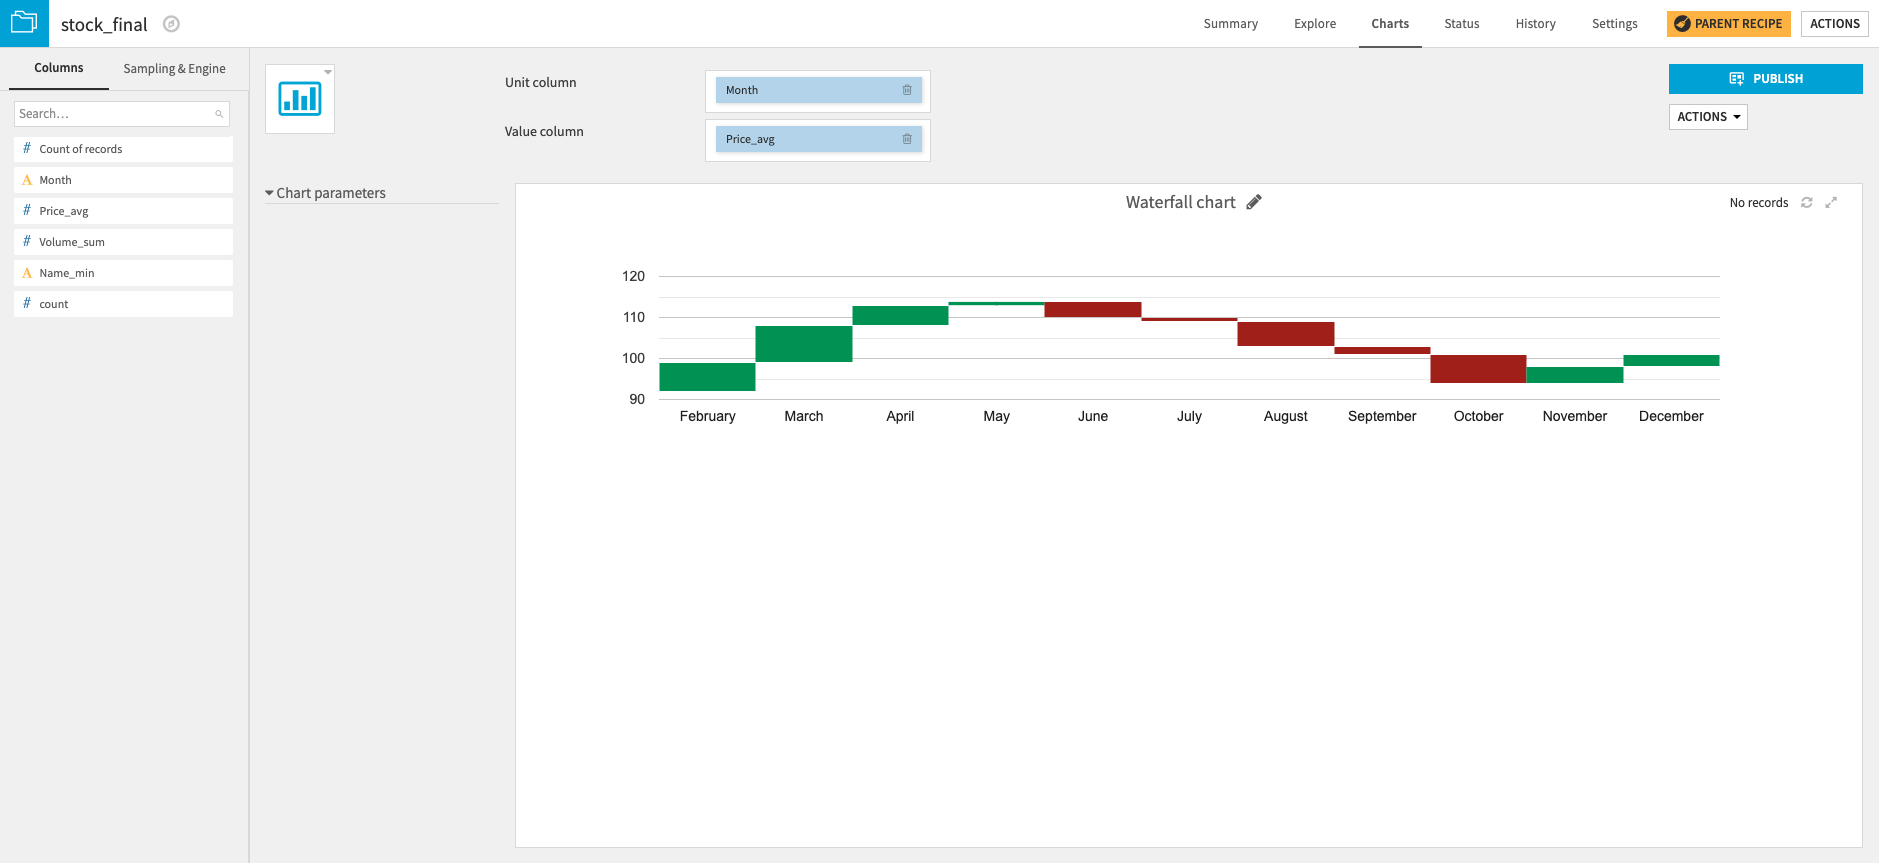 stock_final
Summary
Explore
Charts
Status
History
Settings
PARENT RECIPE
ACTIONS
Columns
Sampling & Engine
Search...
# Count of records
A Month
# Price_avg
# Volume_sum
A Name_min
# count
Unit column
Month
Value column
Price_avg
PUBLISH
ACTIONS
Chart parameters
Waterfall chart
No records
120
110
100
90
February March April May June July August September October November December